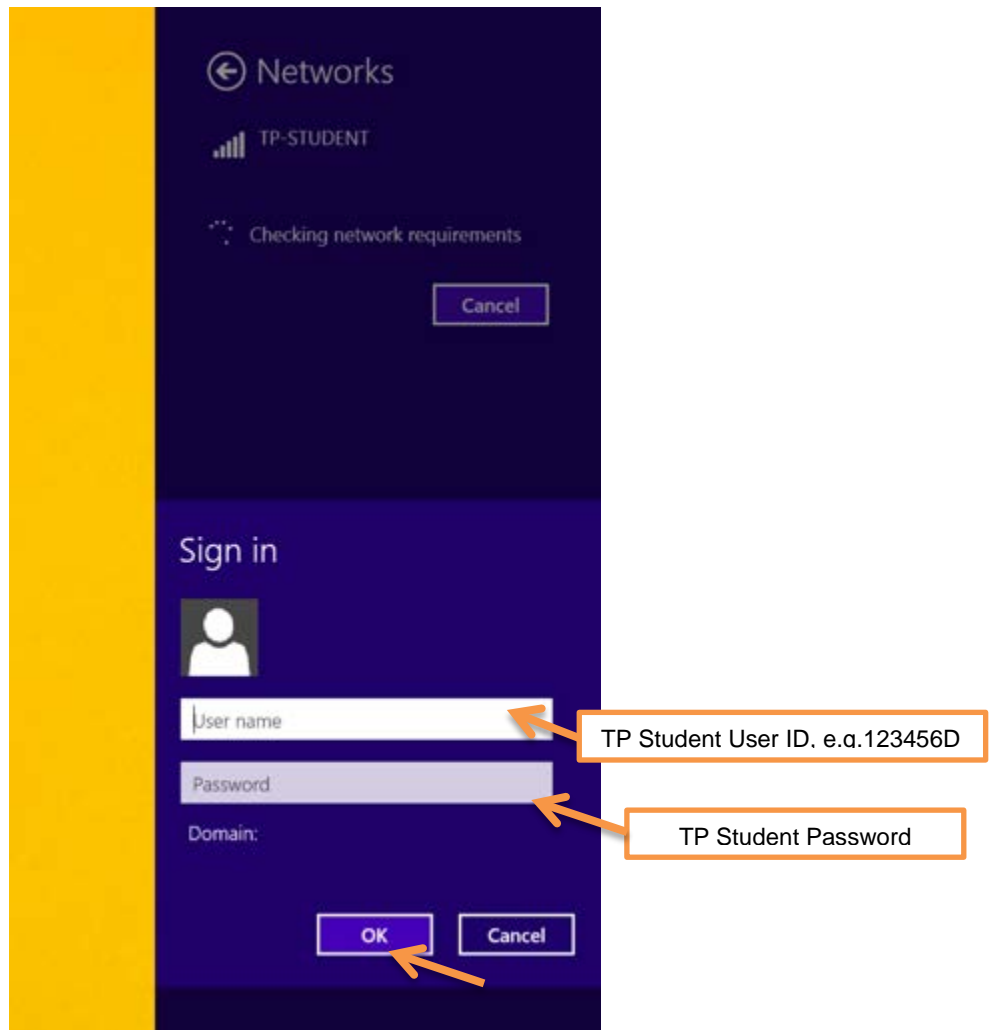 Networks
TP-STUDENT
Checking network requirements
Cancel
Sign in
User name
TP Student User ID, e.g.123456D
Password
TP Student Password
Domain:
OK
Cancel